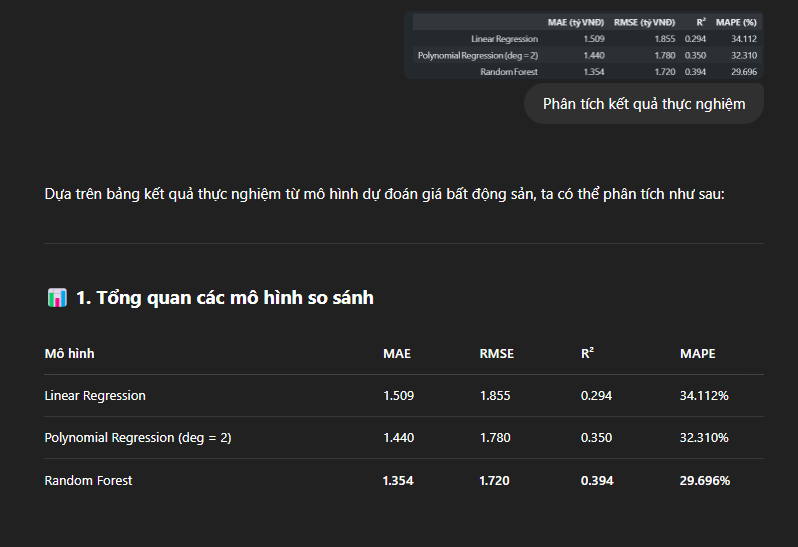 MAE (tỷ VNĐ) RMSE (tỷ VNĐ) R² MAPE (%)
Linear Regression 1.509 1.855 0.294 34.112
Polynomial Regression (deg = 2) 1.440 1.780 0.350 32.310
Random Forest 1.354 1.720 0.394 29.696
Phân tích kết quả thực nghiệm
Dựa trên bảng kết quả thực nghiệm từ mô hình dự đoán giá bất động sản, ta có thể phân tích như sau:
1. Tổng quan các mô hình so sánh
Mô hình MAE RMSE R² MAPE
Linear Regression 1.509 1.855 0.294 34.112%
Polynomial Regression (deg = 2) 1.440 1.780 0.350 32.310%
Random Forest 1.354 1.720 0.394 29.696%